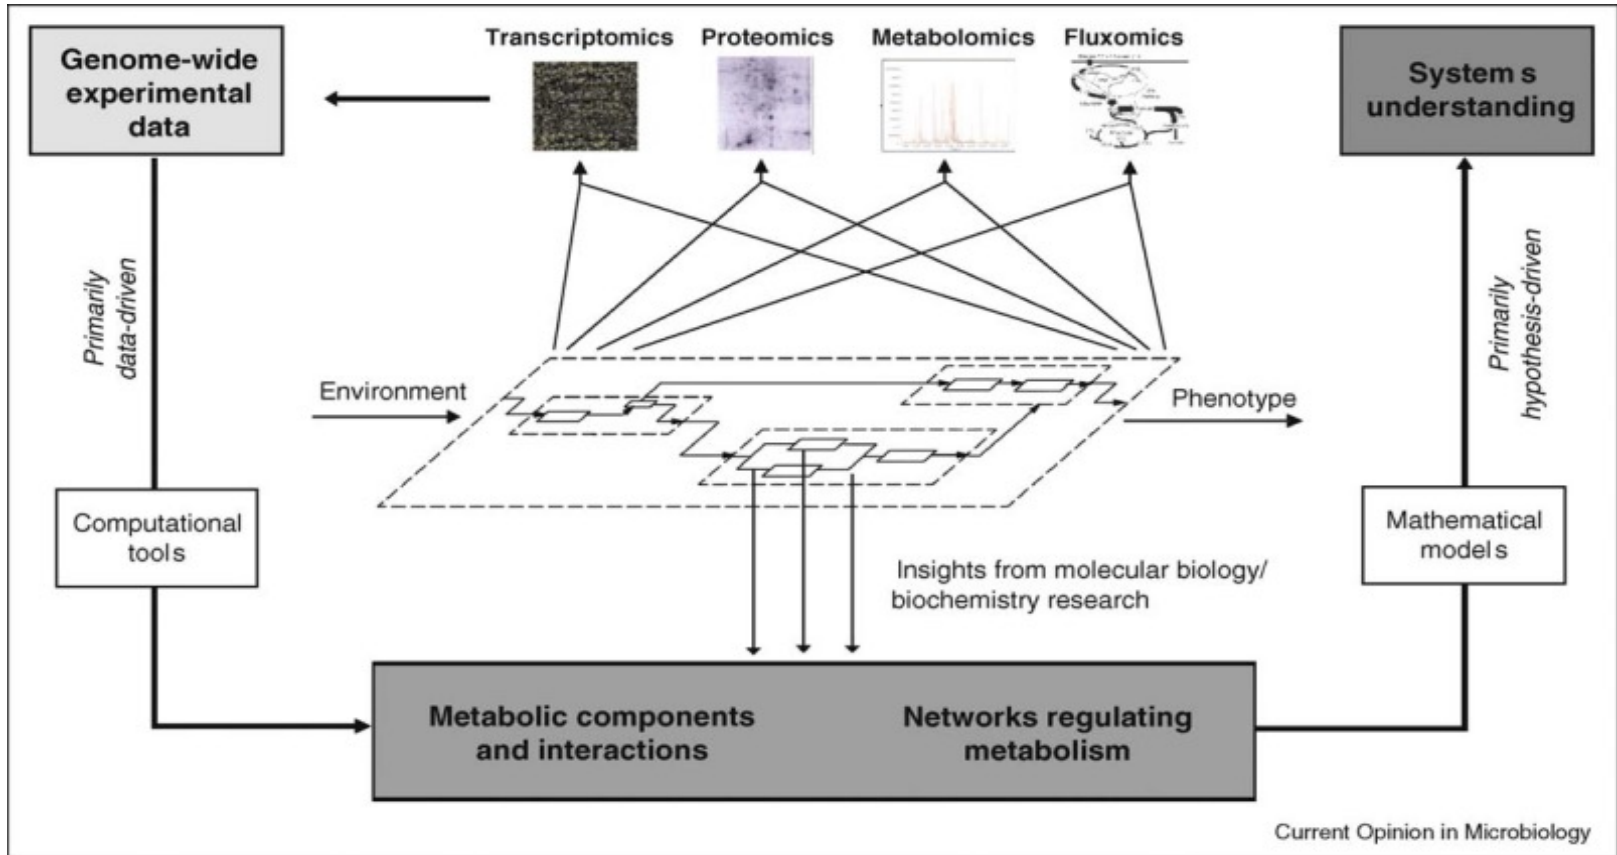 Genome-wide
experimental
data
Transcriptomics
Proteomics
Metabolomics
Fluxomics
System s
understanding
Primarily
data-driven
Environment
Phenotype
Primarily
hypothesis-driven
Computational
tools
Mathematical
models
Insights from molecular biology/
biochemistry research
Metabolic components
and interactions
Networks regulating
metabolism
Current Opinion in Microbiology